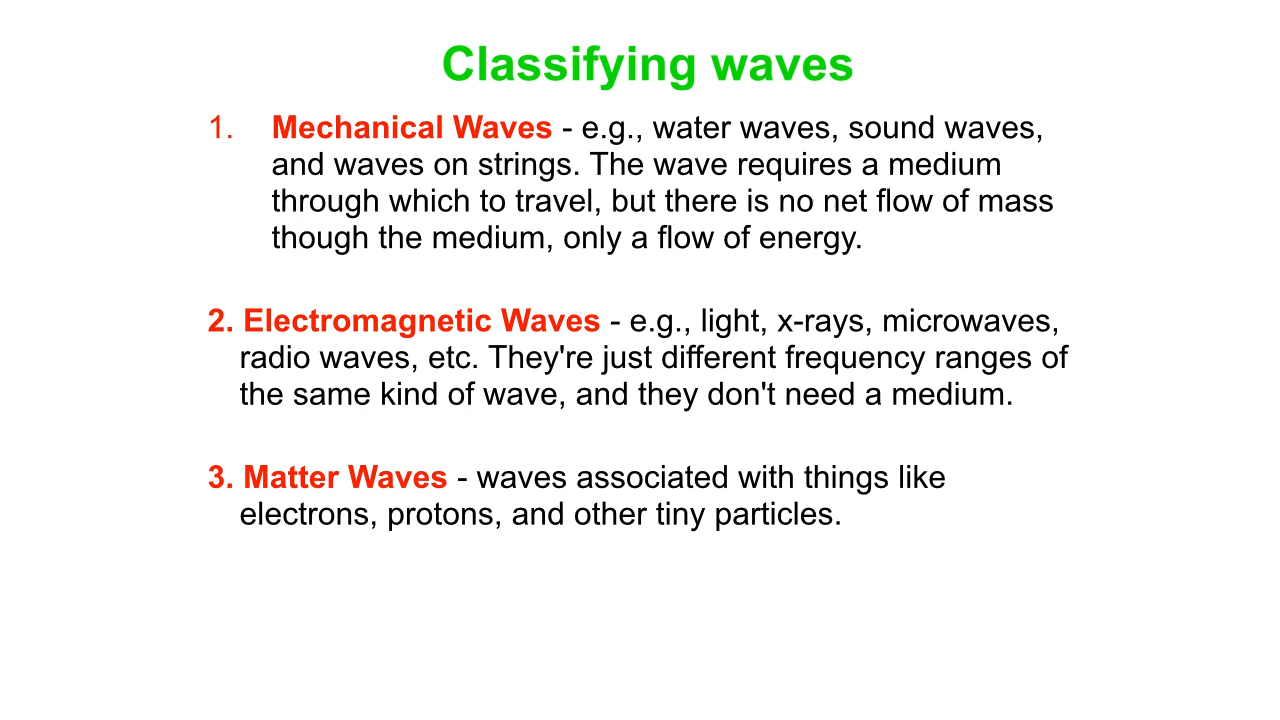 Classifying waves
1. Mechanical Waves - e.g., water waves, sound waves,
and waves on strings. The wave requires a medium
through which to travel, but there is no net flow of mass
though the medium, only a flow of energy.
2. Electromagnetic Waves - e.g., light, x-rays, microwaves,
radio waves, etc. They're just different frequency ranges of
the same kind of wave, and they don't need a medium.
3. Matter Waves - waves associated with things like
electrons, protons, and other tiny particles.